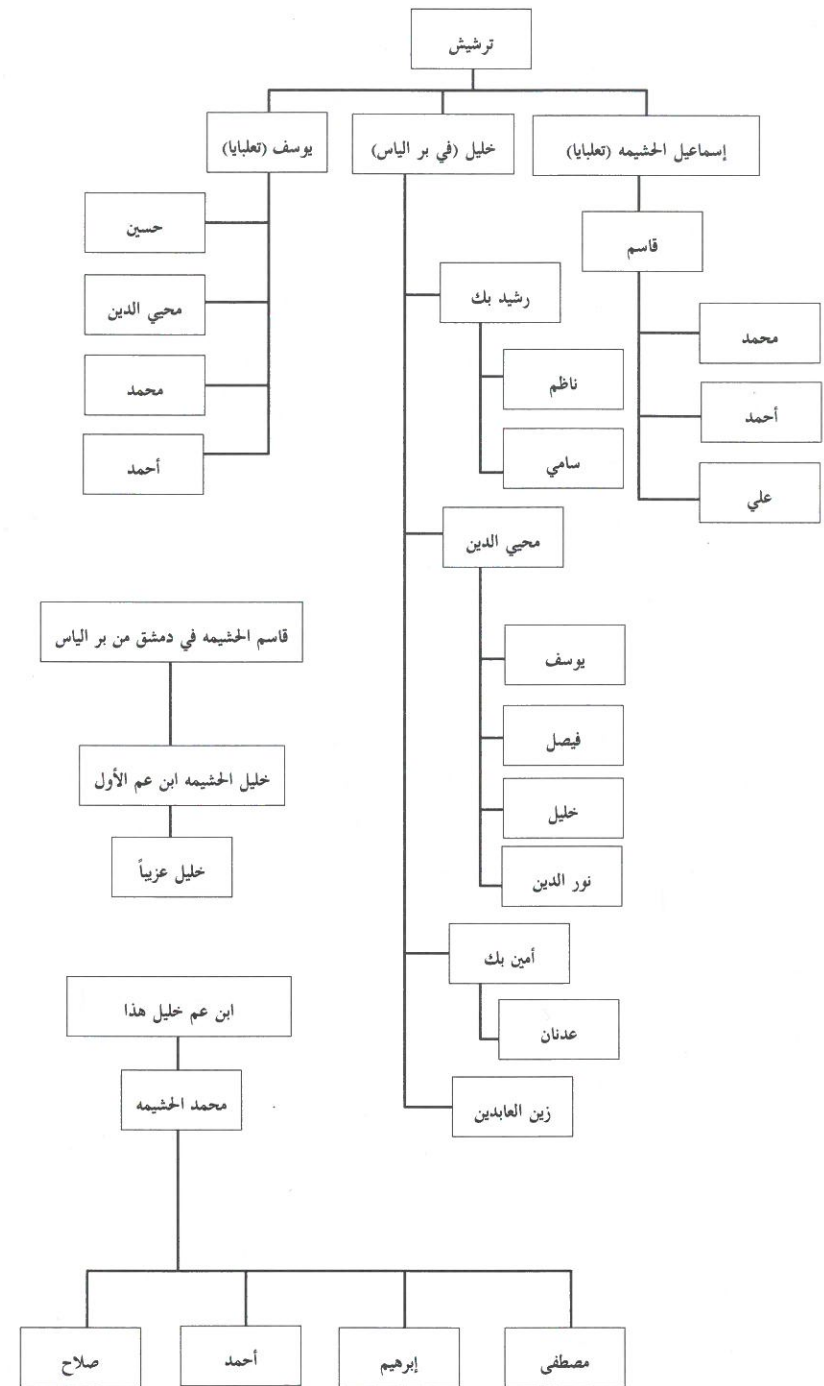 ترشيش
إسماعيل الحشيمه (تعلبايا)
خليل (في بر الياس)
يوسف (تعلبايا)
قاسم
محمد
أحمد
علي
رشيد بك
ناظم
سامي
محيي الدين
يوسف
فيصل
خليل
نور الدين
أمين بك
عدنان
زين العابدين
حسين
محيي الدين
محمد
أحمد
قاسم الحشيمه في دمشق من بر الياس
خليل الحشيمه ابن عم الأول
خليل عزيباً
ابن عم خليل هذا
محمد الحشيمه
مصطفى
إبرهيم
أحمد
صلاح